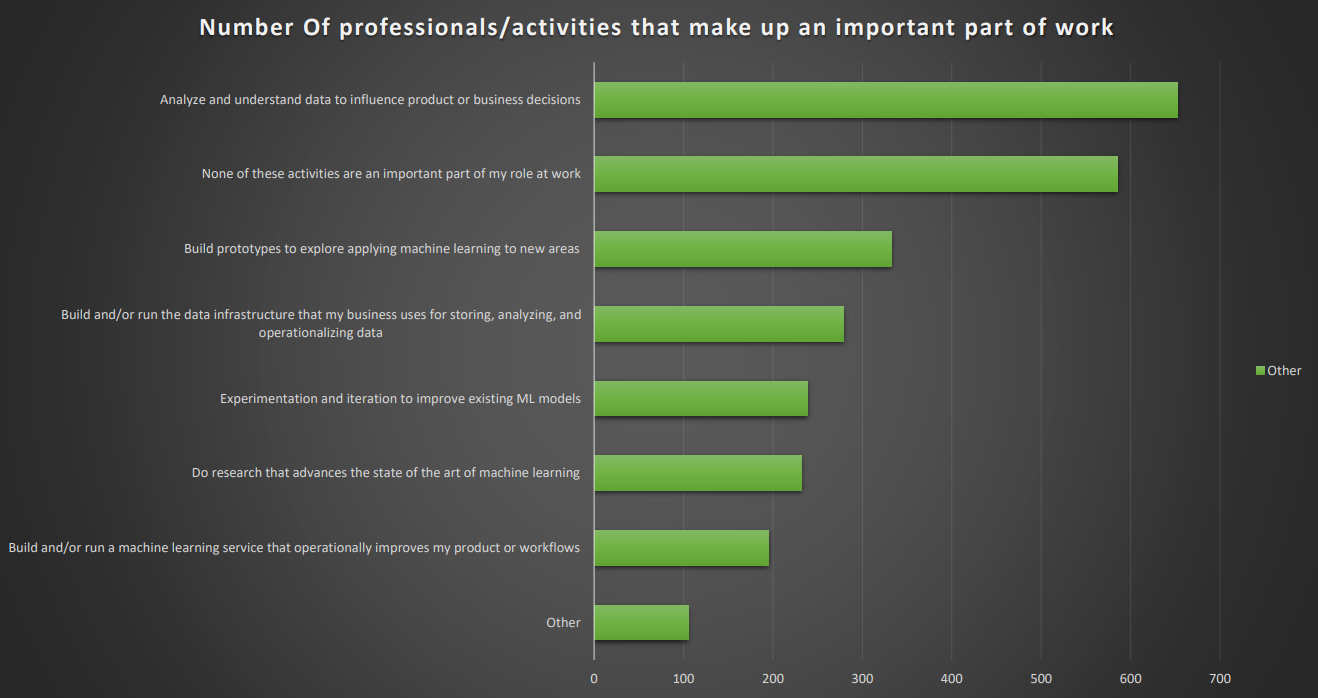 Number Of professionals/activities that make up an important part of work
Analyze and understand data to influence product or business decisions
None of these activities are an important part of my role at work
Build prototypes to explore applying machine learning to new areas
Build and/or run the data infrastructure that my business uses for storing, analyzing, and
operationalizing data
Experimentation and iteration to improve existing ML models
Do research that advances the state of the art of machine learning
Build and/or run a machine learning service that operationally improves my product or workflows
Other
0 100 200 300 400 500 600 700
Other